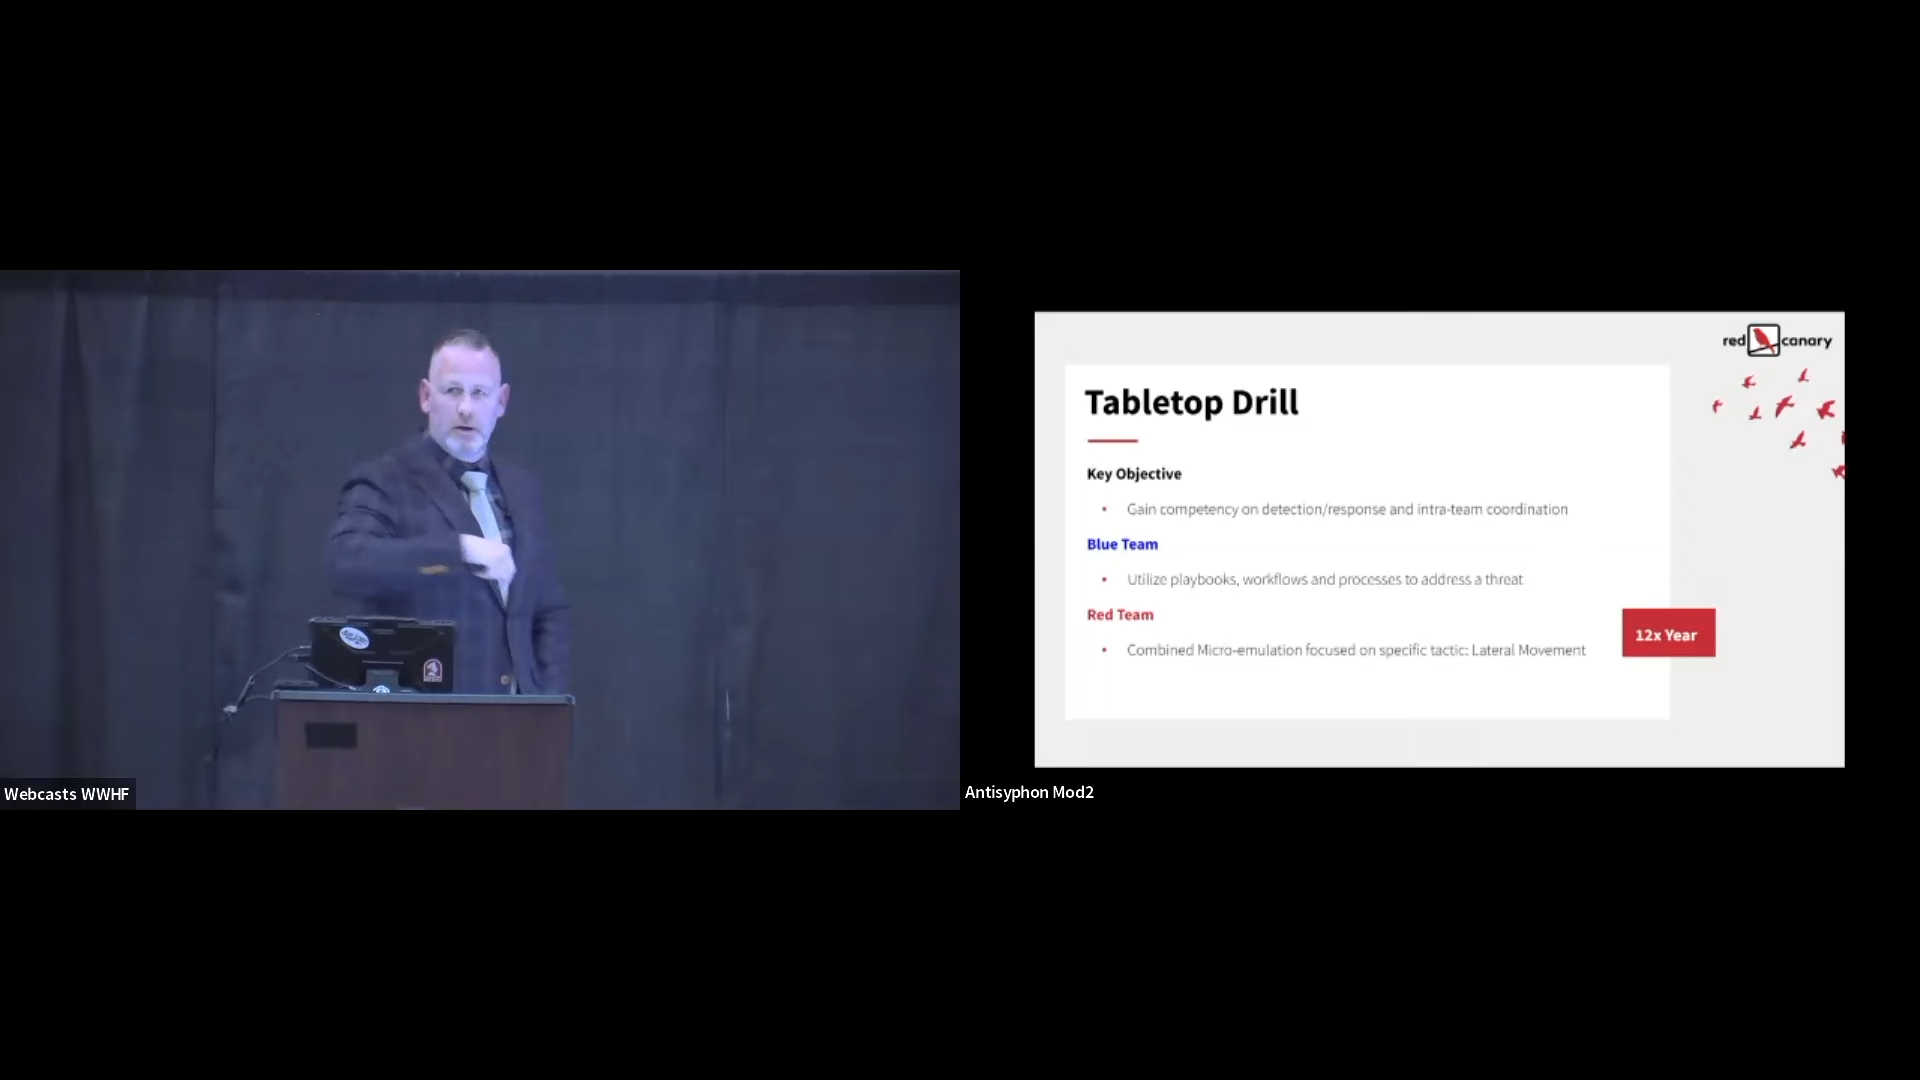 red canary
Tabletop Drill
Key Objective
• Gain competency on detection/response and intra-team coordination
Blue Team
• Utilize playbooks, workflows and processes to address a threat
Red Team
• Combined Micro-emulation focused on specific tactic: Lateral Movement
12x Year
Webcasts WWHF
Antisyphon Mod2